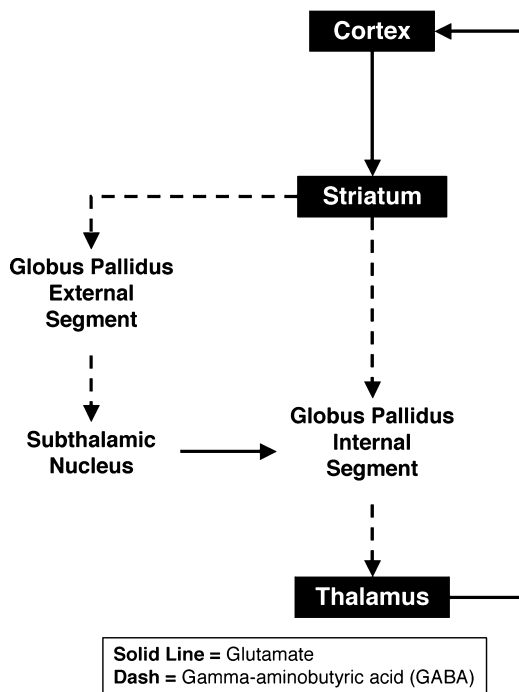 Cortex
Striatum
Globus Pallidus
External
Segment
Globus Pallidus
Internal
Segment
Subthalamic
Nucleus
Thalamus
Solid Line = Glutamate
Dash = Gamma-aminobutyric acid (GABA)